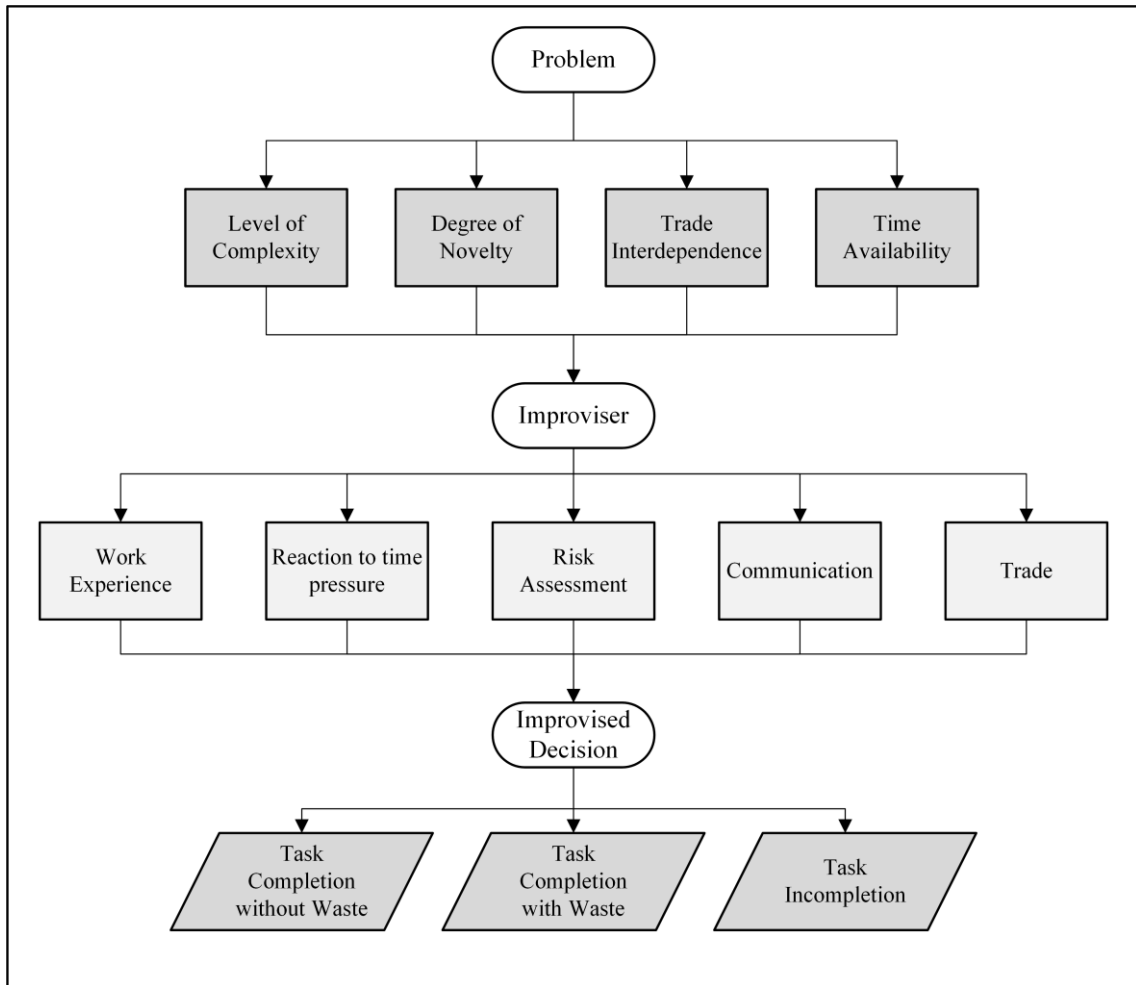 Problem
Level of
Complexity
Degree of
Novelty
Trade
Interdependence
Time
Availability
Improviser
Work
Experience
Reaction to time
pressure
Risk
Assessment
Communication
Trade
Improvised
Decision
Task
Completion
without Waste
Task
Completion
with Waste
Task
Incompletion